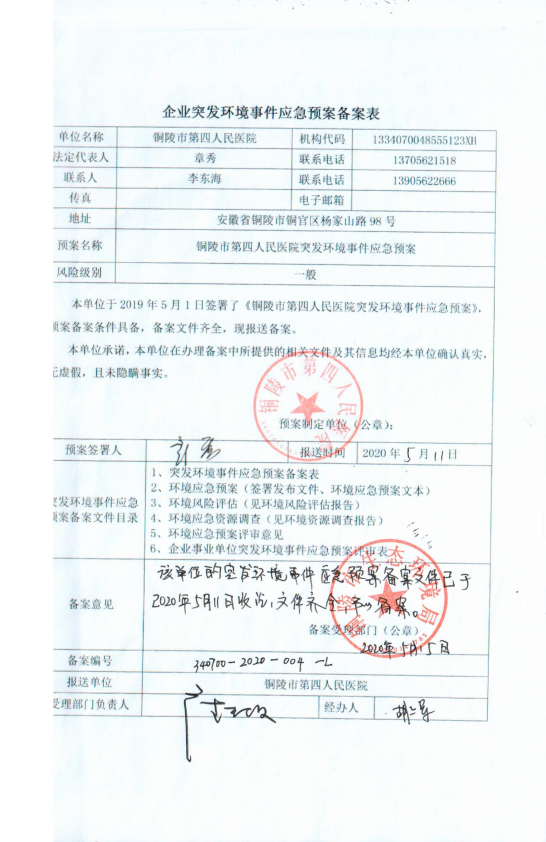 企业突发环境事件应急预案备案表
单位名称 铜陵市第四人民医院 机构代码 1334070048555123XH
法定代表人 章秀 联系电话 13705621518
联系人 李东海 联系电话 13905622666
传真 电子邮箱
地址 安徽省铜陵市铜官区杨家山路 98 号
预案名称 铜陵市第四人民医院突发环境事件应急预案
风险级别 一般
本单位于 2019 年 5 月 1 日签署了《铜陵市第四人民医院突发环境事件应急预案》,
预案备案条件具备，备案文件齐全，现报送备案。
本单位承诺，本单位在办理备案中所提供的相关文件及其信息均经本单位确认真实,
无虚假，且未隐瞒事实。
铜陵市第四人民医院
预案制定单位（公章）：
预案签署人 报送时间 2020 年 5 月 11 日
1、突发环境事件应急预案备案表
2、环境应急预案（签署发布文件、环境应急预案文本）
突发环境事件应急 3、环境风险评估（见环境风险评估报告）
预案备案文件目录 4、环境应急资源调查（见环境资源调查报告）
5、环境应急预案评审意见
6、企业事业单位突发环境事件应急预案评审表
该单位的突发环境事件应急预案备案文件已于
备案意见 2020年5月11日收讫，文件齐全，予以备案。
备案受理部门（公章）
2020年5月5日
备案编号 340700-2020-004-L
报送单位 铜陵市第四人民医院
受理部门负责人 经办人